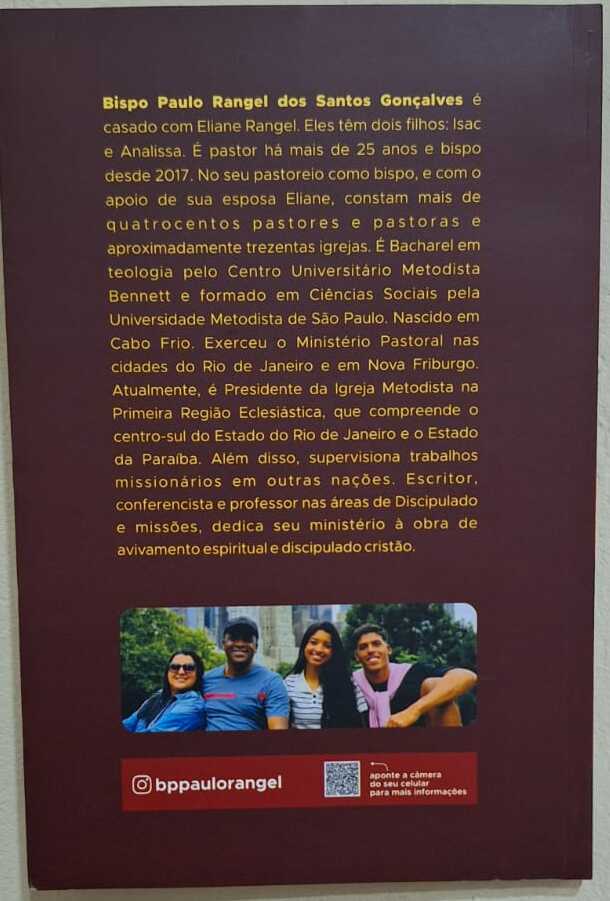 Bispo Paulo Rangel dos Santos Gonçalves é
casado com Eliane Rangel. Eles têm dois filhos: Isac
e Analissa. É pastor há mais de 25 anos e bispo
desde 2017. No seu pastoreio como bispo, e com o
apoio de sua esposa Eliane, constam mais de
quatrocentos pastores e pastoras e
aproximadamente trezentas igrejas. É Bacharel em
teologia pelo Centro Universitário Metodista
Bennett e formado em Ciências Sociais pela
Universidade Metodista de São Paulo. Nascido em
Cabo Frio. Exerceu o Ministério Pastoral nas
cidades do Rio de Janeiro e em Nova Friburgo.
Atualmente, é Presidente da Igreja Metodista na
Primeira Região Eclesiástica, que compreende o
centro-sul do Estado do Rio de Janeiro e o Estado
da Paraíba. Além disso, supervisiona trabalhos
missionários em outras nações. Escritor,
conferencista e professor nas áreas de Discipulado
e missões, dedica seu ministério à obra de
avivamento espiritual e discipulado cristão.
bppaulorangel
aponte a câmera
do seu celular
para mais informações